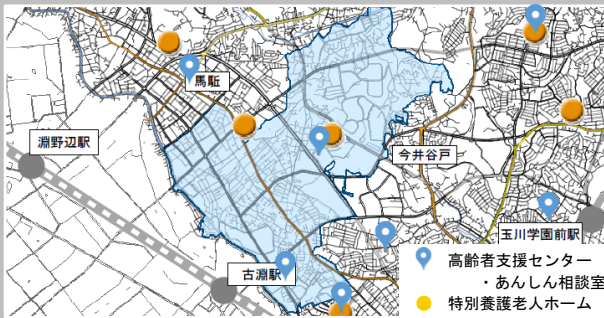 馬駈
淵野辺駅
今井谷戸
玉川学園前駅
古淵駅
高齢者支援センター
・あんしん相談室
特別養護老人ホーム